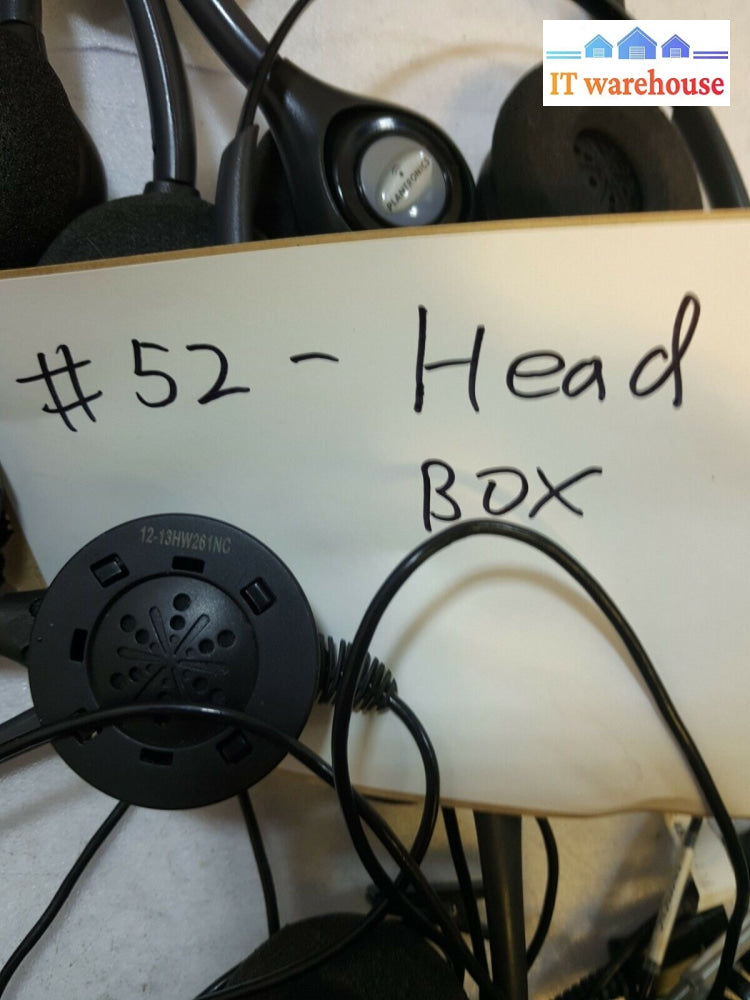 IT warehouse
PLANTRONICS
#52 - Head
BOX
12-13HW261NC